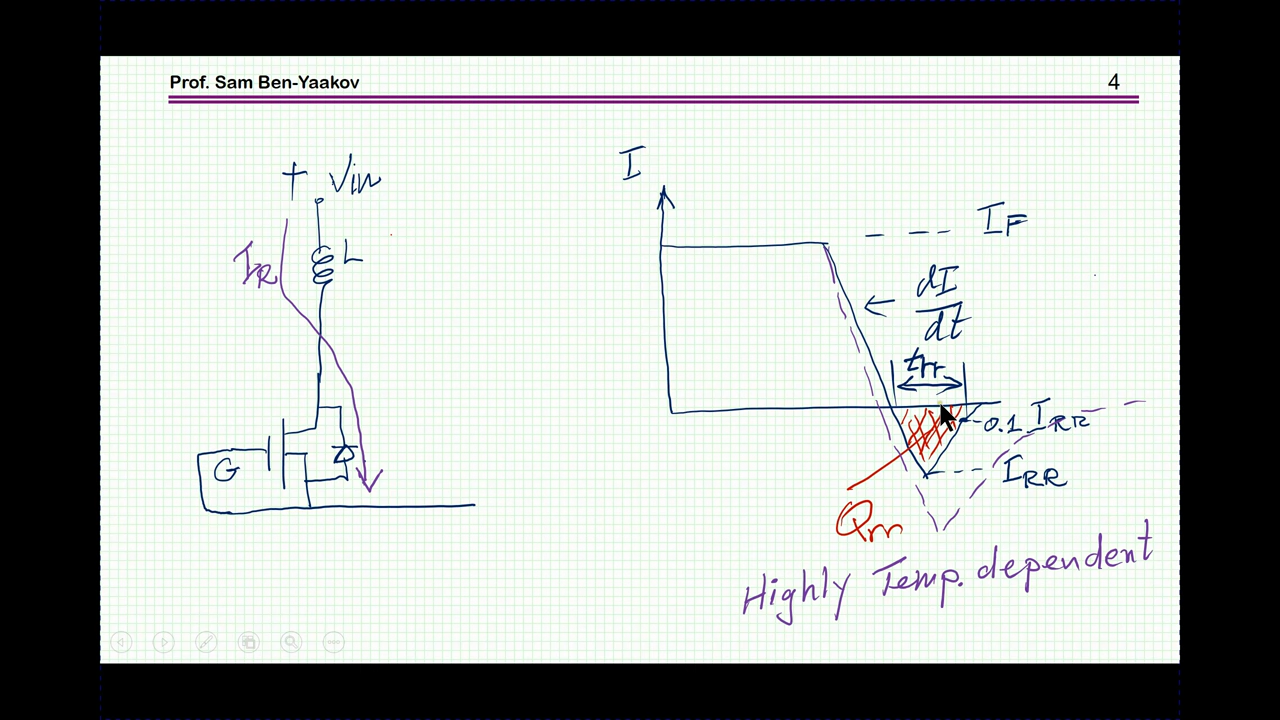 Prof. Sam Ben-Yaakov
4
+ Vin
L
IR
G
I
IF
dI
dt
trr
0.1 IRR
IRR
Qrr
Highly Temp. dependent